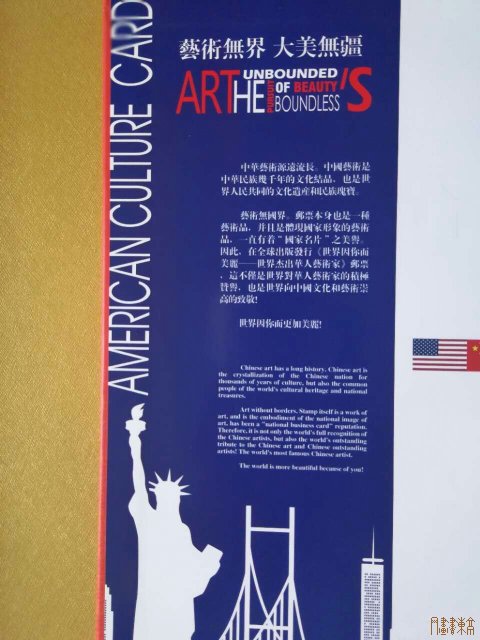 AMERICAN CULTURE CARD
藝術無界 大美無疆
ART'S UNBOUNDED
THE PURSUIT OF BEAUTY
BOUNDLESS
中華藝術源遠流長。中國藝術是
中華民族幾千年的文化結晶，也是世
界人民共同的文化遺産和民族瑰寶。
藝術無國界。郵票本身也是一種
藝術品，并且是體現國家形象的藝術
品，一直有着“國家名片”之美譽。
因此，在全球出版發行《世界因你而
美麗——世界杰出華人藝術家》郵票
，這不僅是世界對華人藝術家的積極
贊譽，也是世界向中國文化和藝術崇
高的致敬！
世界因你而更加美麗！
Chinese art has a long history. Chinese art is
the crystallization of the Chinese nation for
thousands of years of culture, but also the common
people of the world's cultural heritage and national
treasures.
Art without borders. Stamp itself is a work of
art, and is the embodiment of the national image of
art, has been a "national business card" reputation.
Therefore, it is not only the world's full recognition of
the Chinese artists, but also the world's outstanding
tribute to the Chinese Art and Chinese outstanding
artists! The world's most famous Chinese artist.
The world is more beautiful because of you!